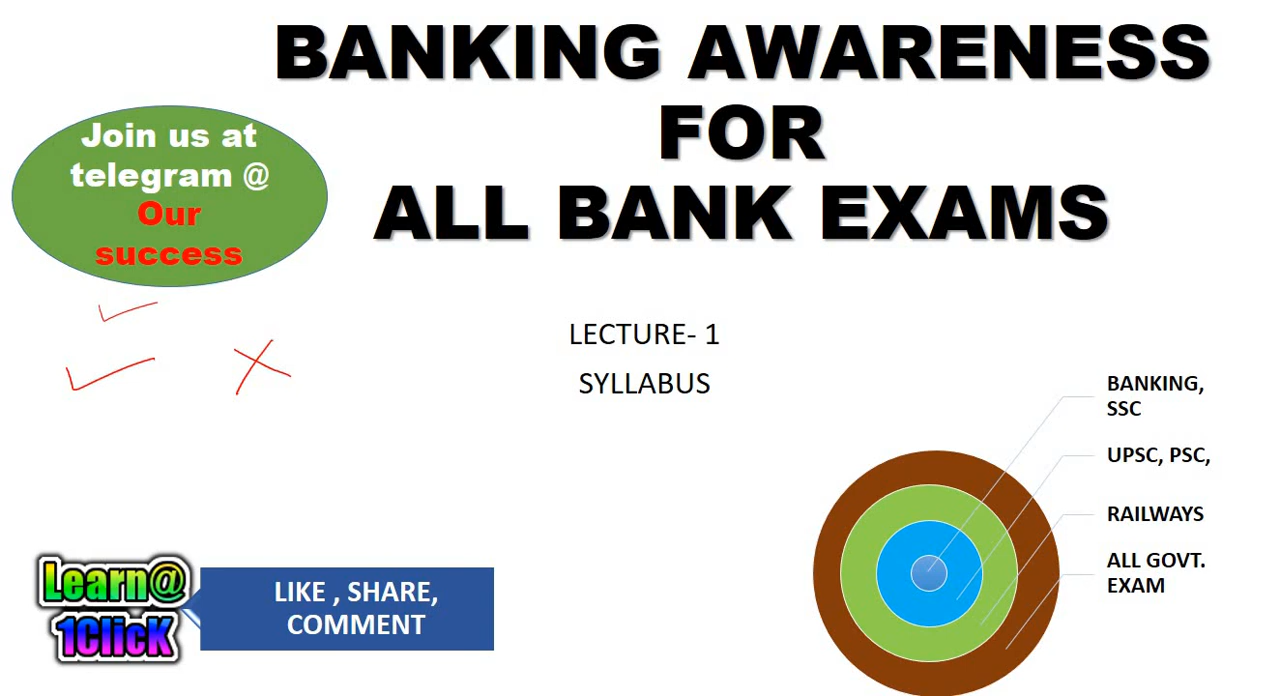 BANKING AWARENESS
FOR
ALL BANK EXAMS
Join us at
telegram @
Our
success
LECTURE- 1
SYLLABUS
BANKING,
SSC
UPSC, PSC,
RAILWAYS
ALL GOVT.
EXAM
Learn@
1ClicK
LIKE , SHARE,
COMMENT